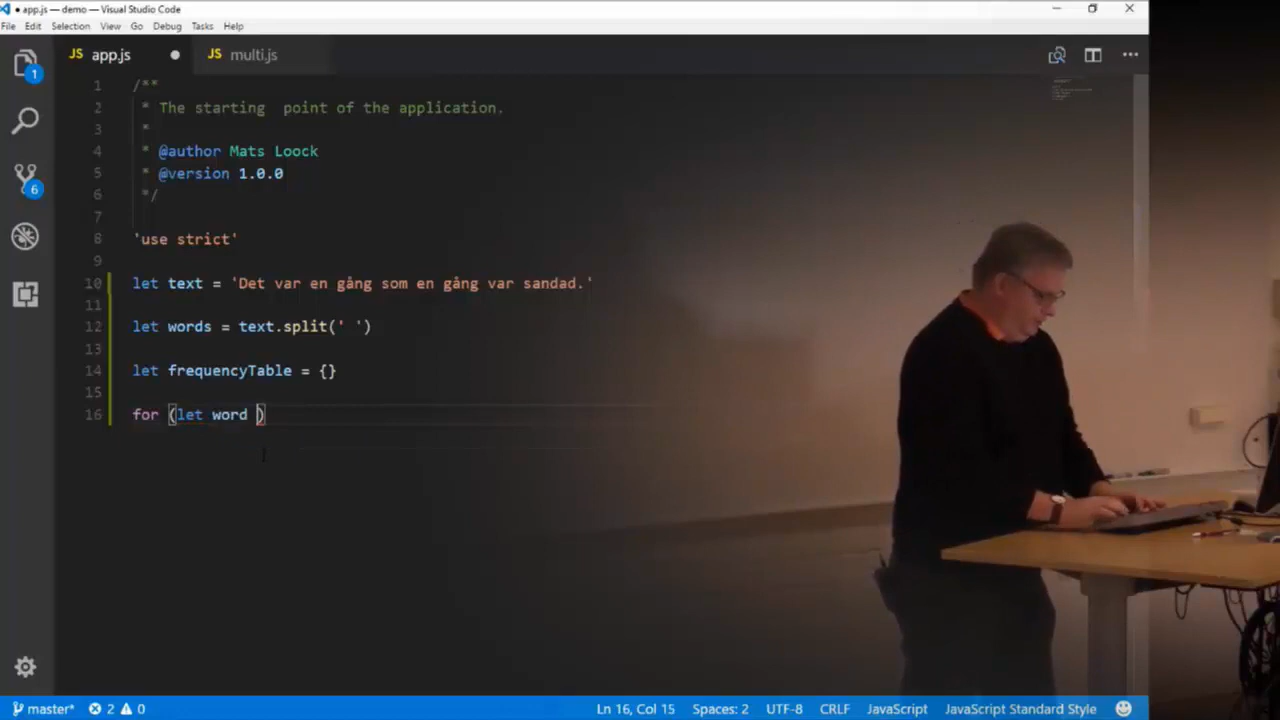 app.js — demo — Visual Studio Code
File Edit Selection View Go Debug Tasks Help
JS app.js JS multi.js
1 /**
2 * The starting  point of the application.
3 *
4 * @author Mats Loock
5 * @version 1.0.0
6 */
7
8 'use strict'
9
10 let text = 'Det var en gång som en gång var sandad.'
11
12 let words = text.split(' ')
13
14 let frequencyTable = {}
15
16 for (let word )
1
6
master* 2 0 Ln 16, Col 15 Spaces: 2 UTF-8 CRLF JavaScript JavaScript Standard Style